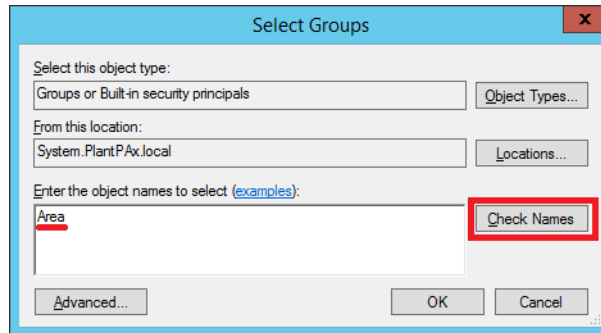 Select Groups
x
Select this object type:
Groups or Built-in security principals
Object Types...
From this location:
System.PlantPAx.local
Locations...
Enter the object names to select (examples):
Area
Check Names
Advanced...
OK
Cancel